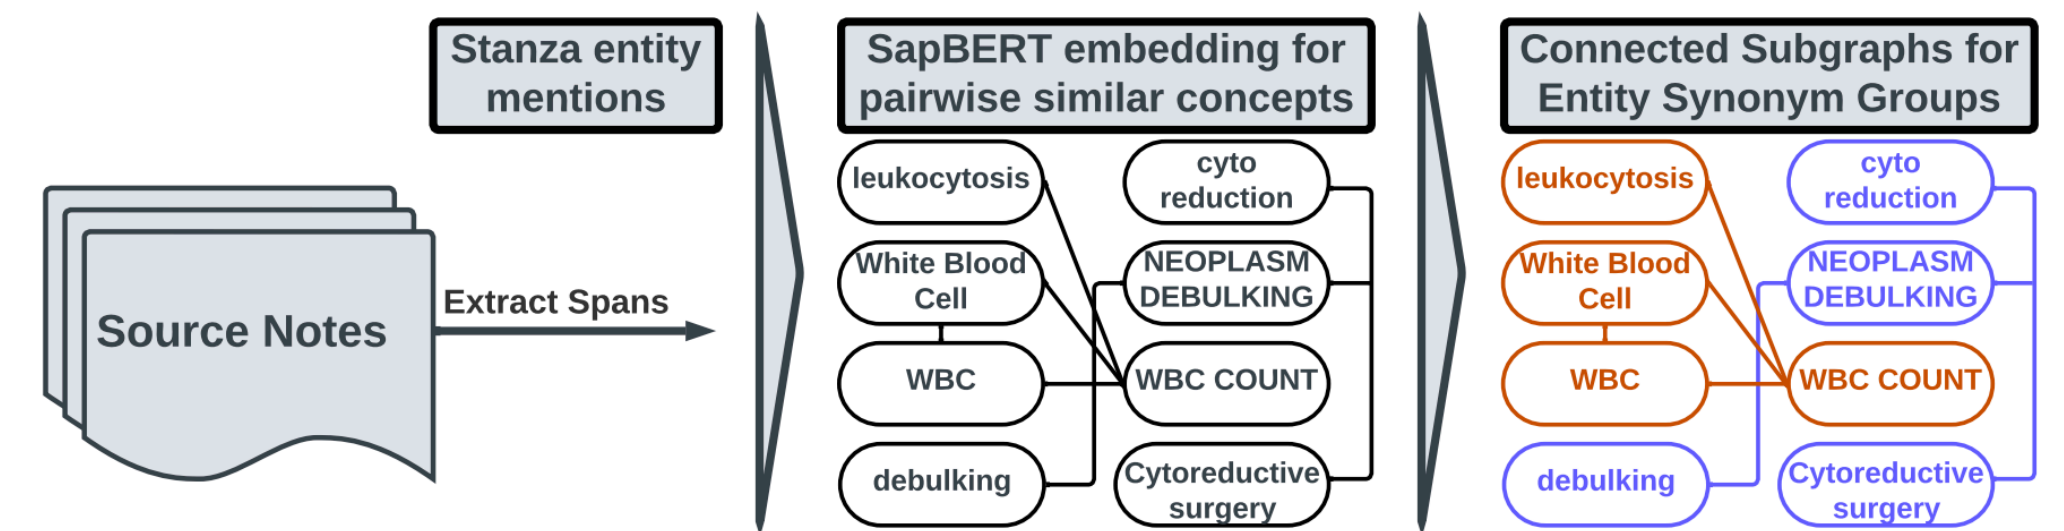 Stanza entity
mentions
Source Notes
Extract Spans
SapBERT embedding for
pairwise similar concepts
leukocytosis
cyto
reduction
White Blood
Cell
NEOPLASM
DEBULKING
WBC
WBC COUNT
debulking
Cytoreductive
surgery
Connected Subgraphs for
Entity Synonym Groups
leukocytosis
cyto
reduction
White Blood
Cell
NEOPLASM
DEBULKING
WBC
WBC COUNT
debulking
Cytoreductive
surgery